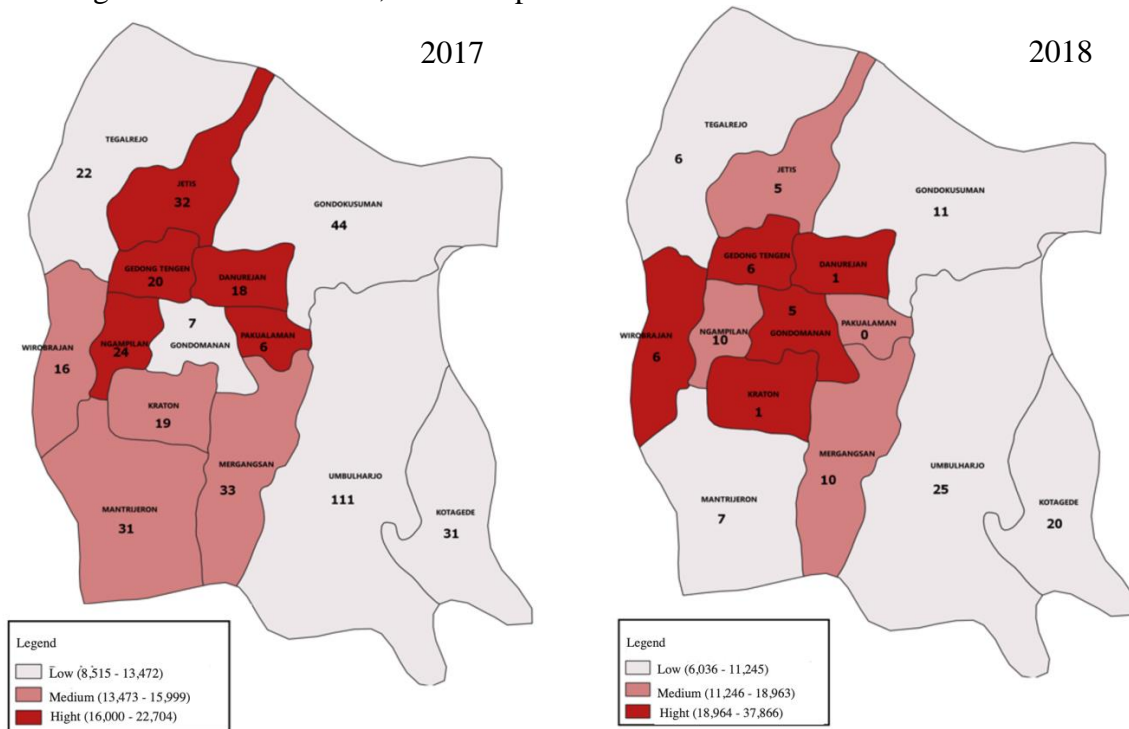 2017
TEGALREJO
22
JETIS
32
GONDOKUSUMAN
44
GEDONG TENGEN
20
DANUREJAN
18
7
GONDOMANAN
PAKUALAMAN
6
WIROBRAJAN
16
NGAMPILAN
24
KRATON
19
MERGANGSAN
33
UMBULHARJO
111
MANTRIJERON
31
KOTAGEDE
31
Legend
Low (8,515 - 13,472)
Medium (13,473 - 15,999)
Hight (16,000 - 22,704)
2018
TEGALREJO
6
JETIS
5
GONDOKUSUMAN
11
GEDONG TENGEN
6
DANUREJAN
1
5
GONDOMANAN
PAKUALAMAN
0
WIROBRAJAN
6
NGAMPILAN
10
KRATON
1
MERGANGSAN
10
UMBULHARJO
25
MANTRIJERON
7
KOTAGEDE
20
Legend
Low (6,036 - 11,245)
Medium (11,246 - 18,963)
Hight (18,964 - 37,866)